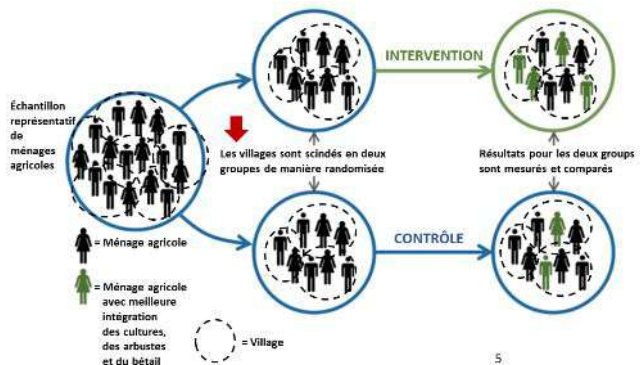 INTERVENTION
Échantillon
représentatif
de
ménages
agricoles
Les villages sont scindés en deux
groupes de manière randomisée
Résultats pour les deux groups
sont mesurés et comparés
CONTRÔLE
= Ménage agricole
= Ménage agricole
avec meilleure
intégration
des cultures,
des arbustes
et du bétail
= Village
5